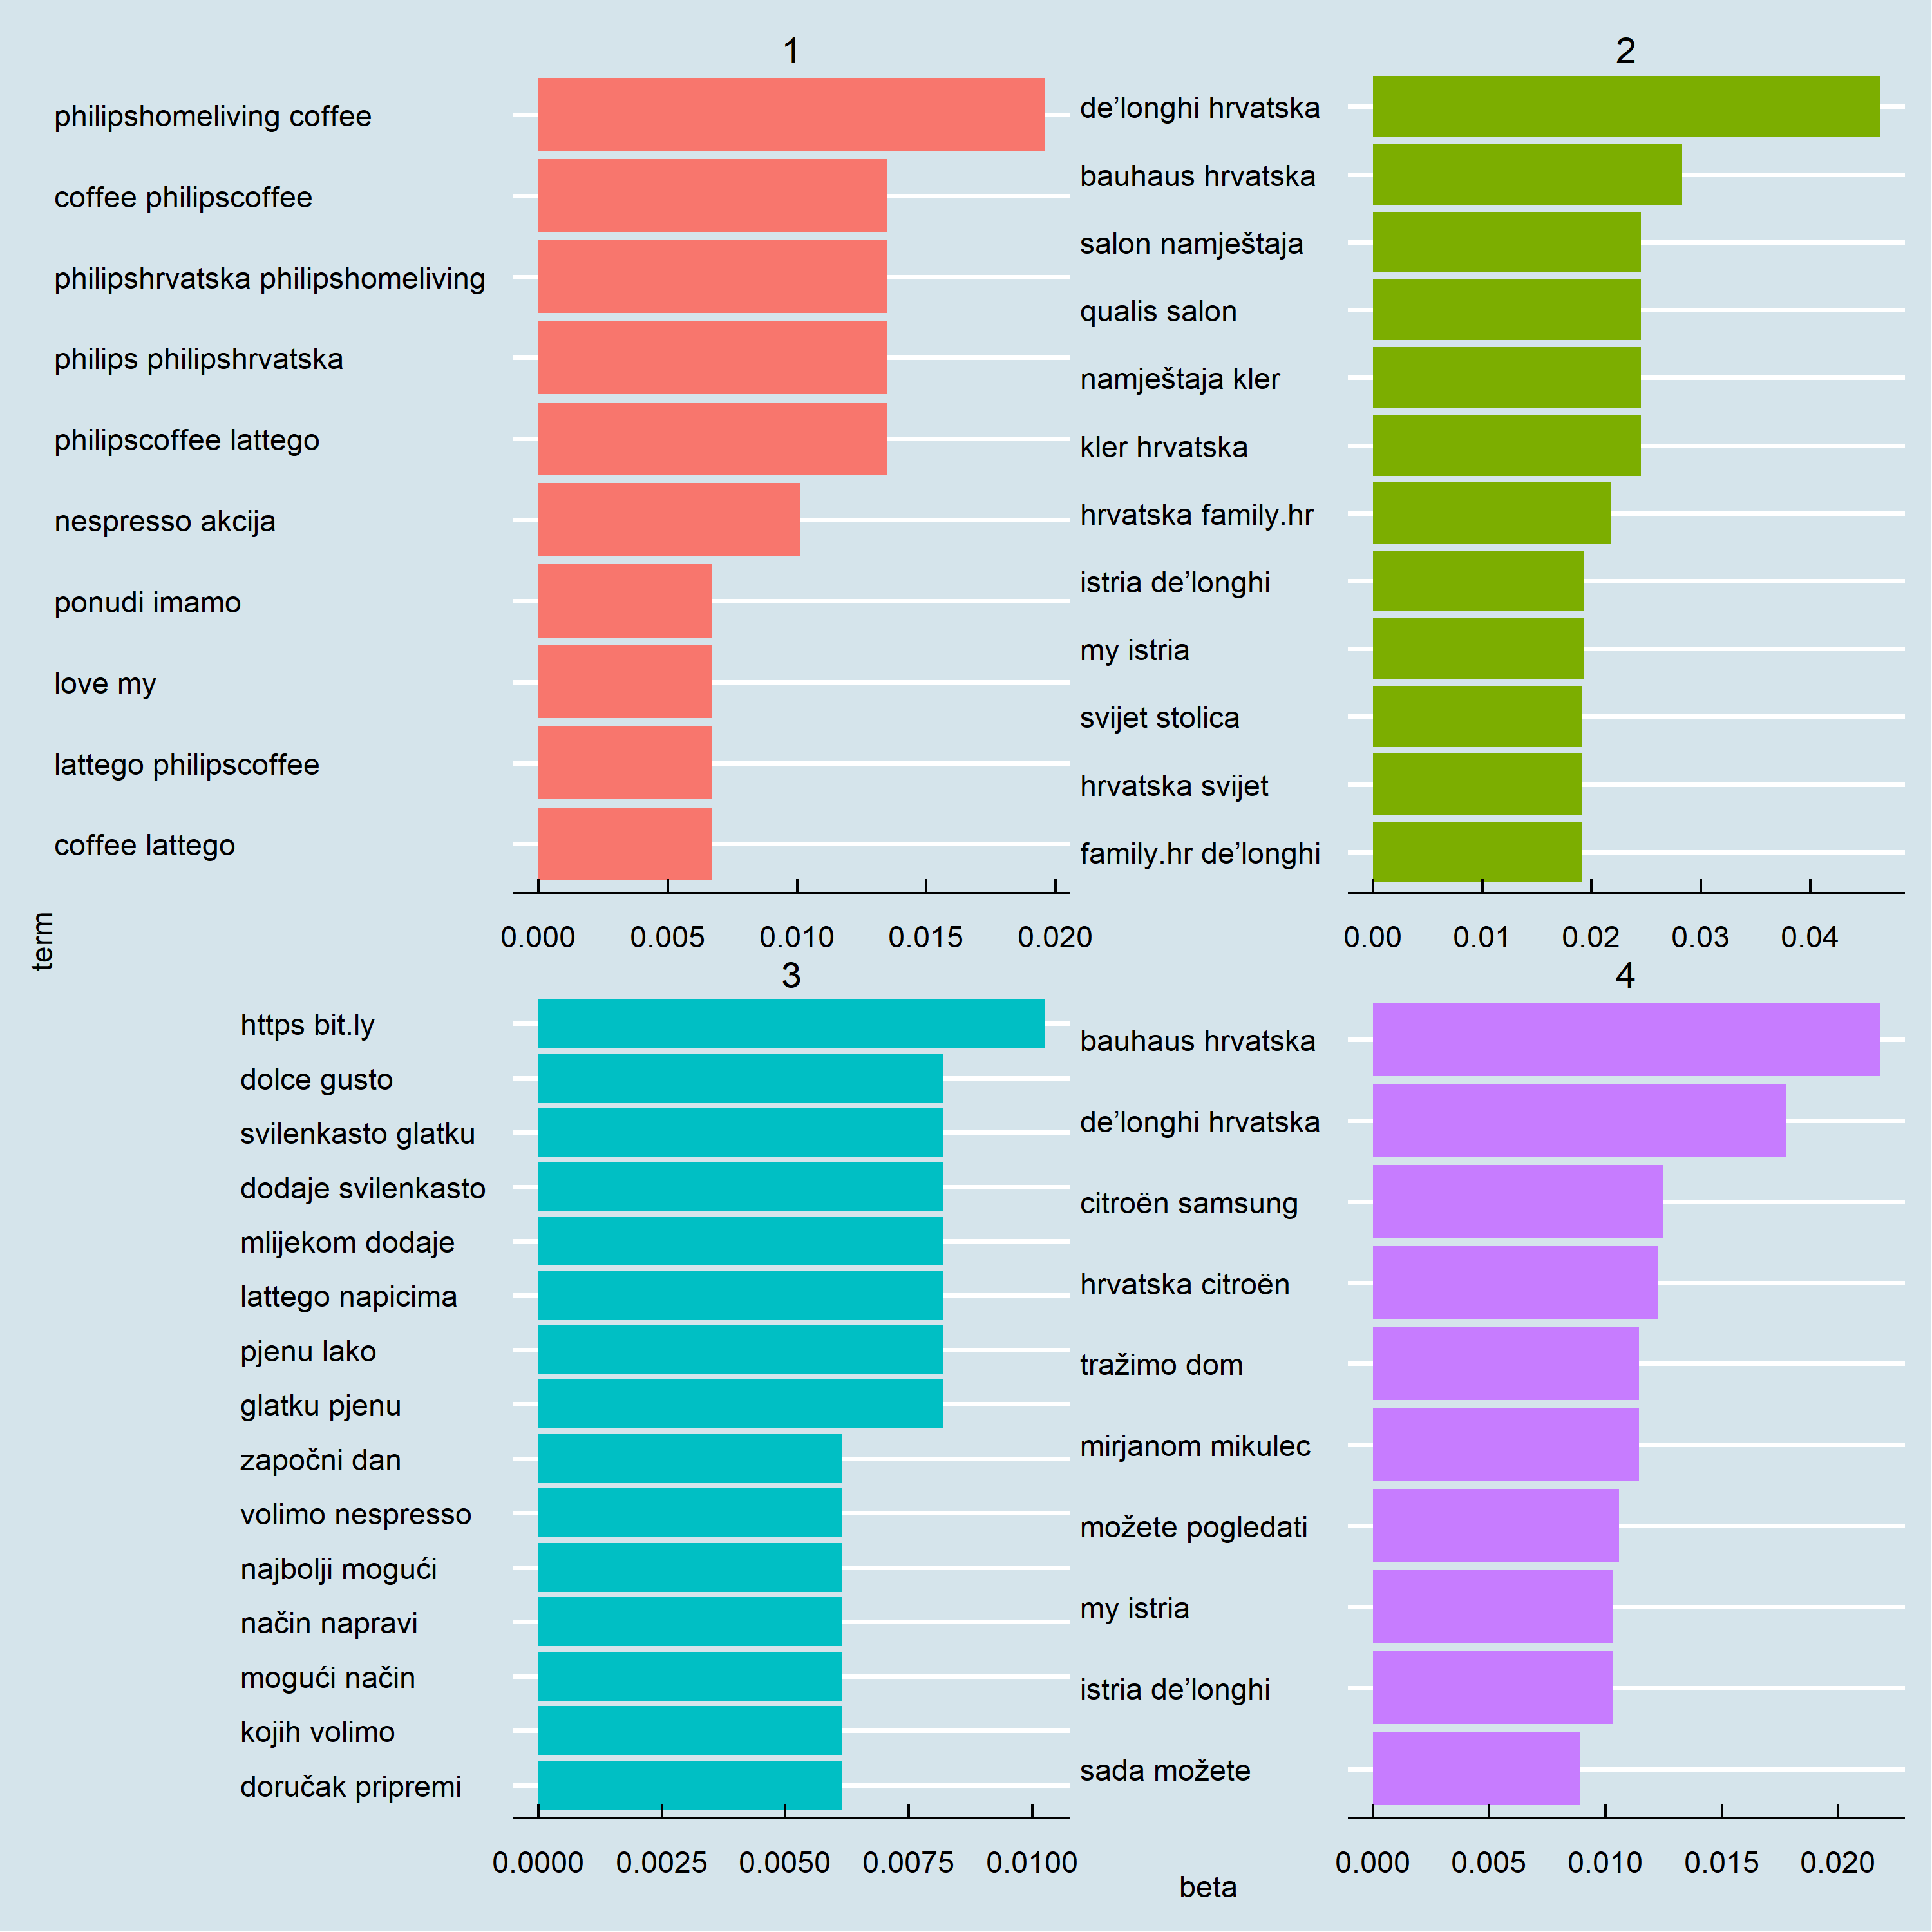 1
philipshomeliving coffee
coffee philipscoffee
philipshrvatska philipshomeliving
philips philipshrvatska
philipscoffee lattego
nespresso akcija
ponudi imamo
love my
lattego philipscoffee
coffee lattego
0.000 0.005 0.010 0.015 0.020
2
de’longhi hrvatska
bauhaus hrvatska
salon namještaja
qualis salon
namještaja kler
kler hrvatska
hrvatska family.hr
istria de’longhi
my istria
svijet stolica
hrvatska svijet
family.hr de’longhi
0.00 0.01 0.02 0.03 0.04
term
3
https bit.ly
dolce gusto
svilenkasto glatku
dodaje svilenkasto
mlijekom dodaje
lattego napicima
pjenu lako
glatku pjenu
započni dan
volimo nespresso
najbolji mogući
način napravi
mogući način
kojih volimo
doručak pripremi
0.0000 0.0025 0.0050 0.0075 0.0100
4
bauhaus hrvatska
de’longhi hrvatska
citroën samsung
hrvatska citroën
tražimo dom
mirjanom mikulec
možete pogledati
my istria
istria de’longhi
sada možete
0.000 0.005 0.010 0.015 0.020
beta